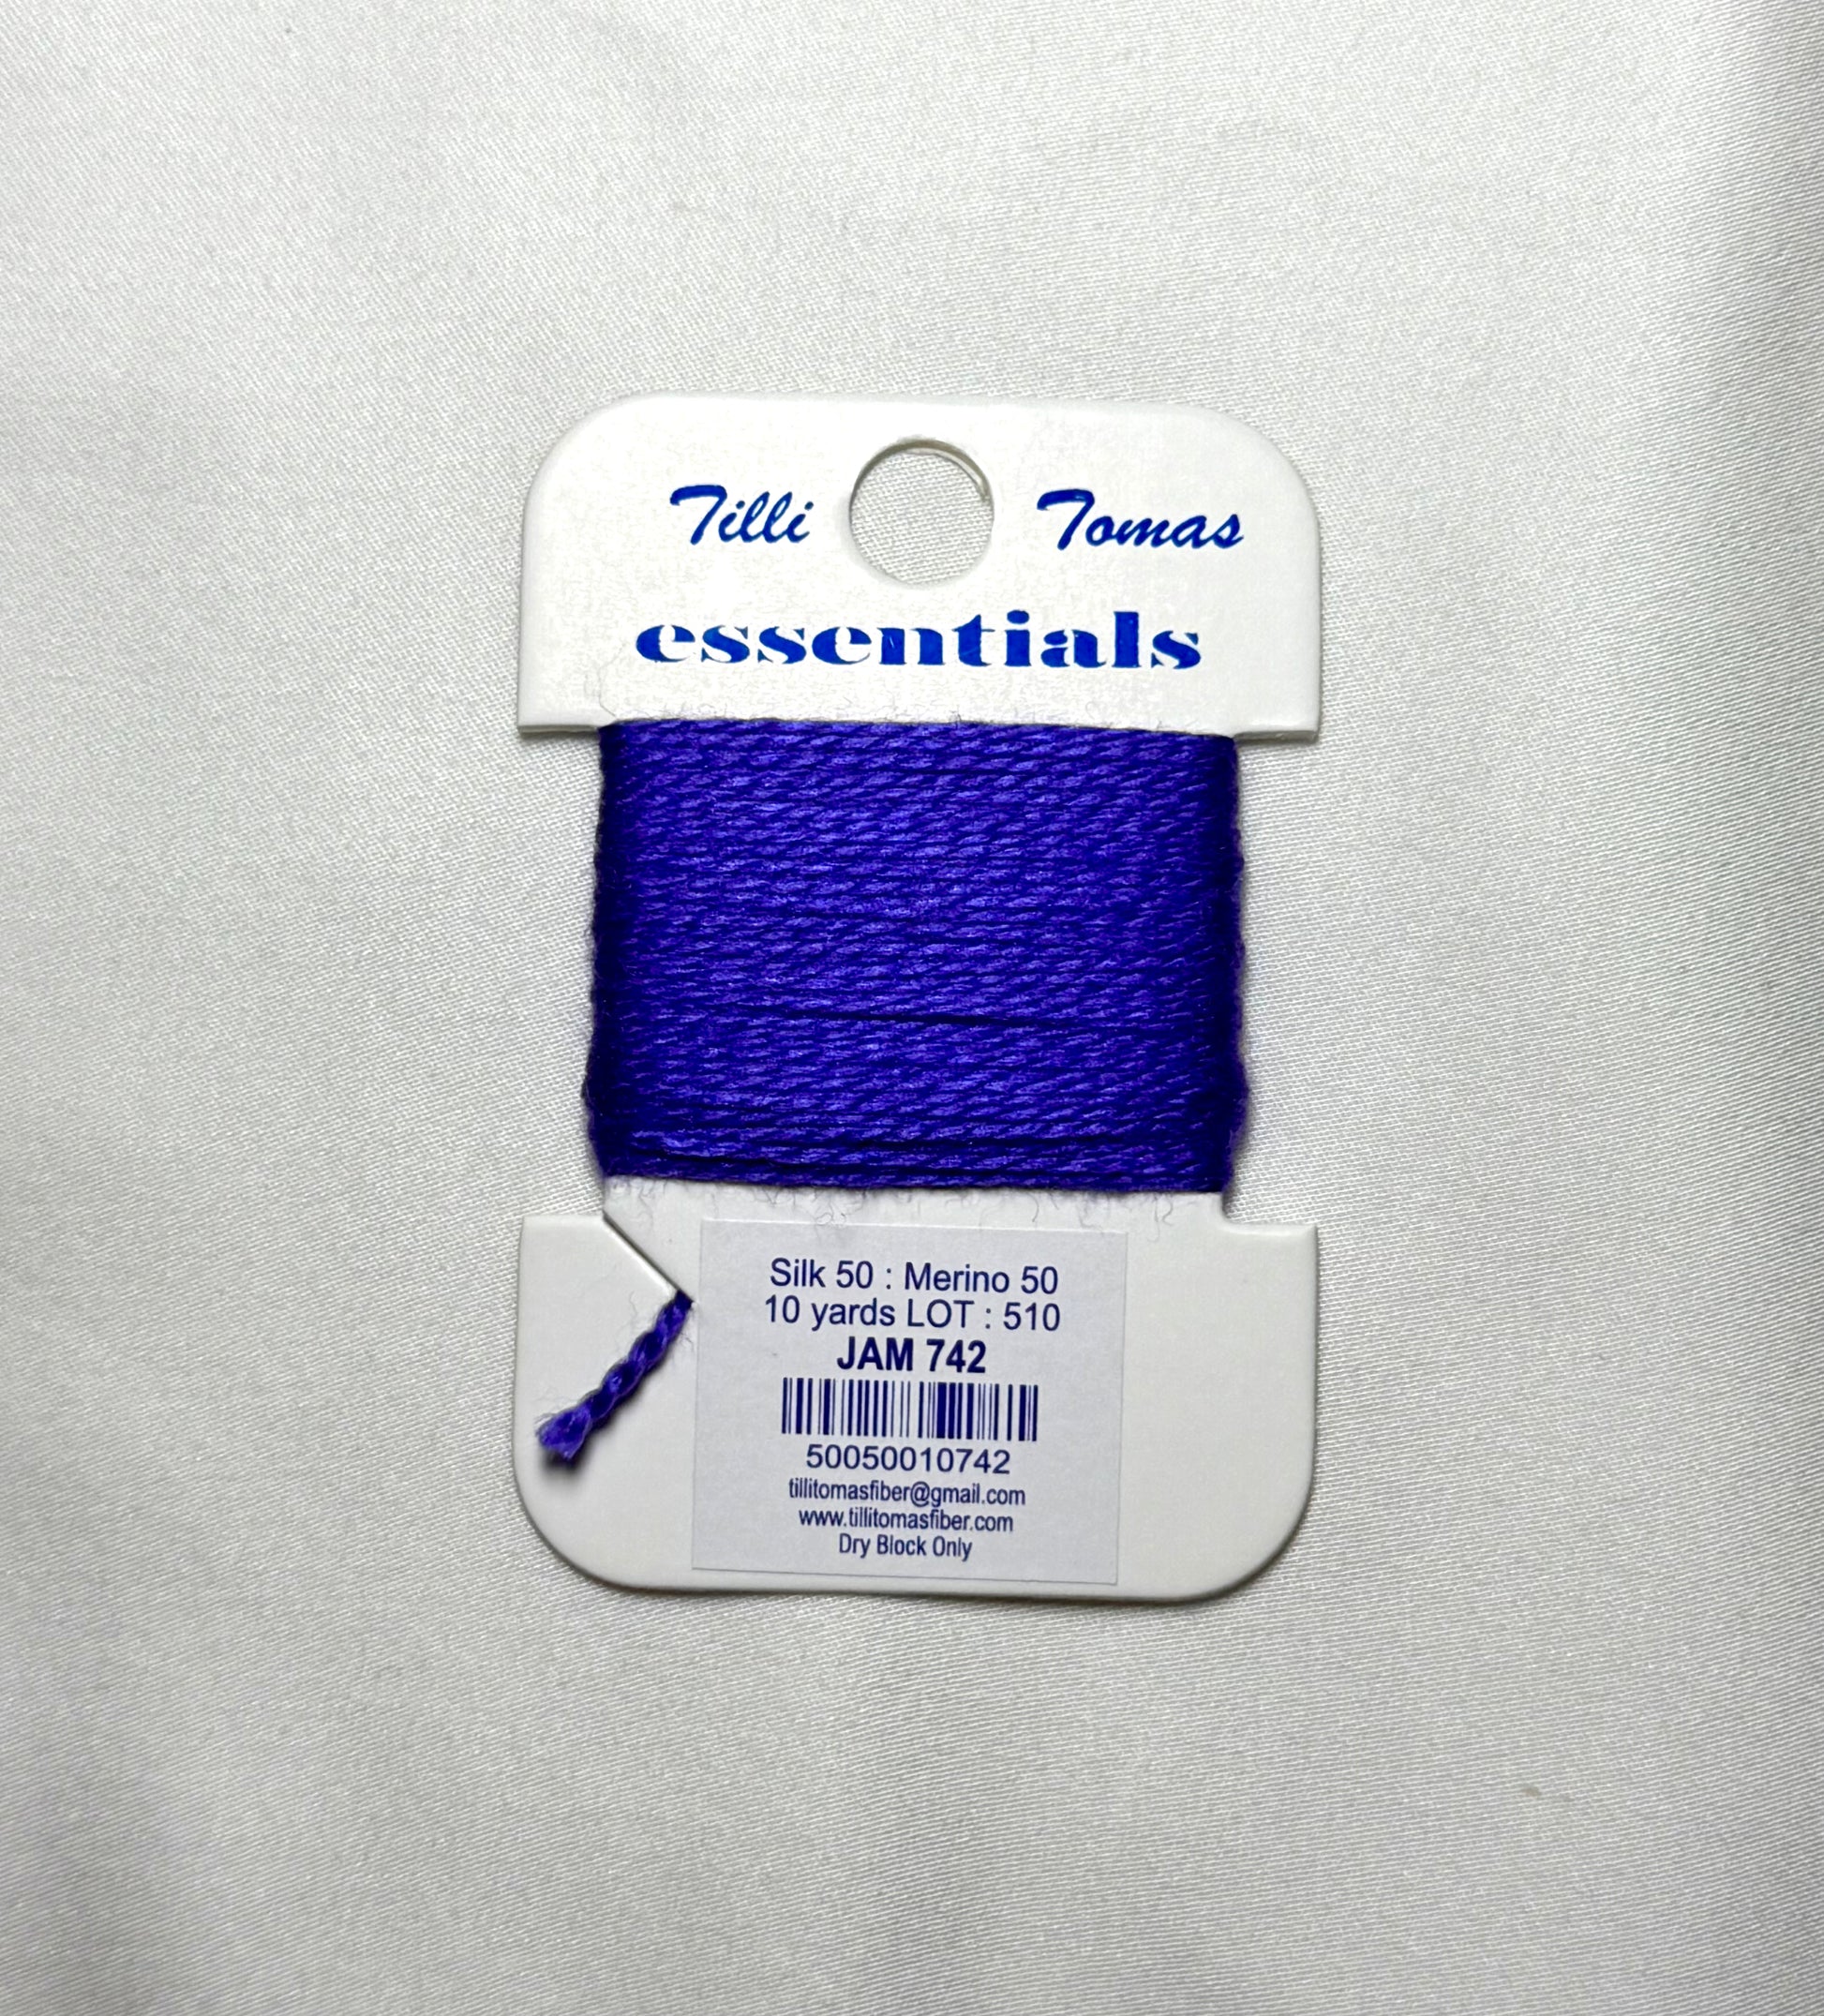 Tilli Tomas
essentials
Silk 50 : Merino 50
10 yards LOT : 510
JAM 742
50050010742
tillitomasfiber@gmail.com
www.tillitomasfiber.com
Dry Block Only